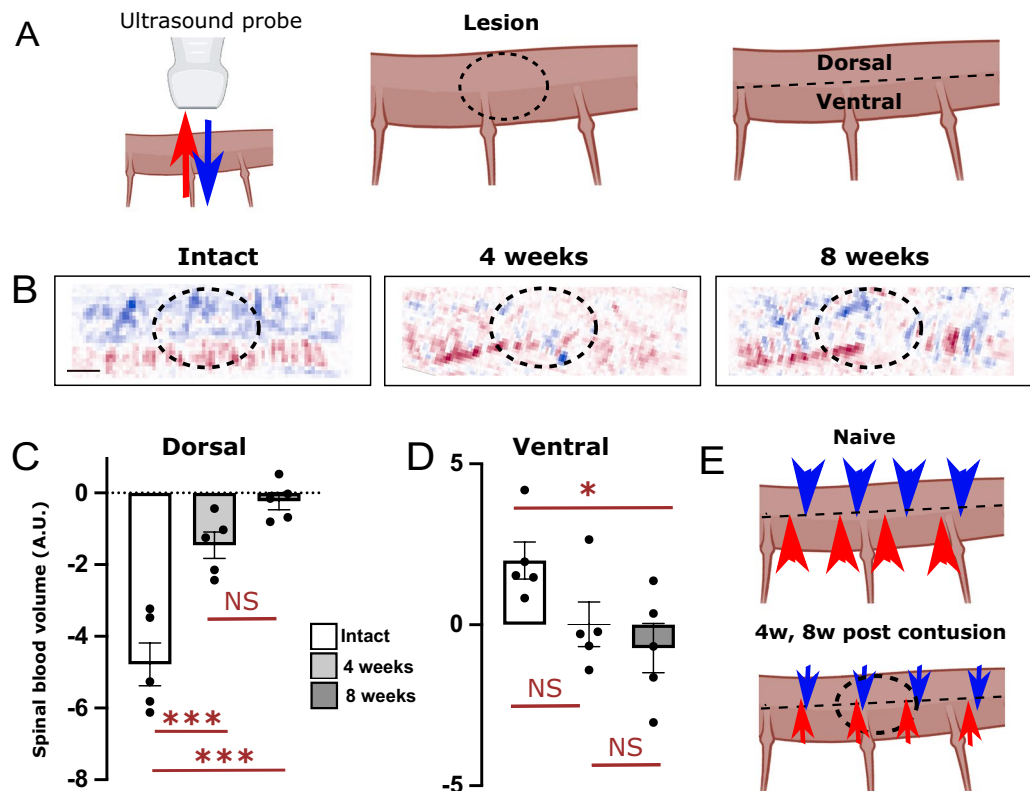 A
Ultrasound probe
Lesion
Dorsal
Ventral
B
Intact
4 weeks
8 weeks
C
Dorsal
Spinal blood volume (A.U.)
0
-2
-4
-6
-8
NS
***
***
Intact
4 weeks
8 weeks
D
Ventral
5
0
-5
*
NS
NS
E
Naive
4w, 8w post contusion